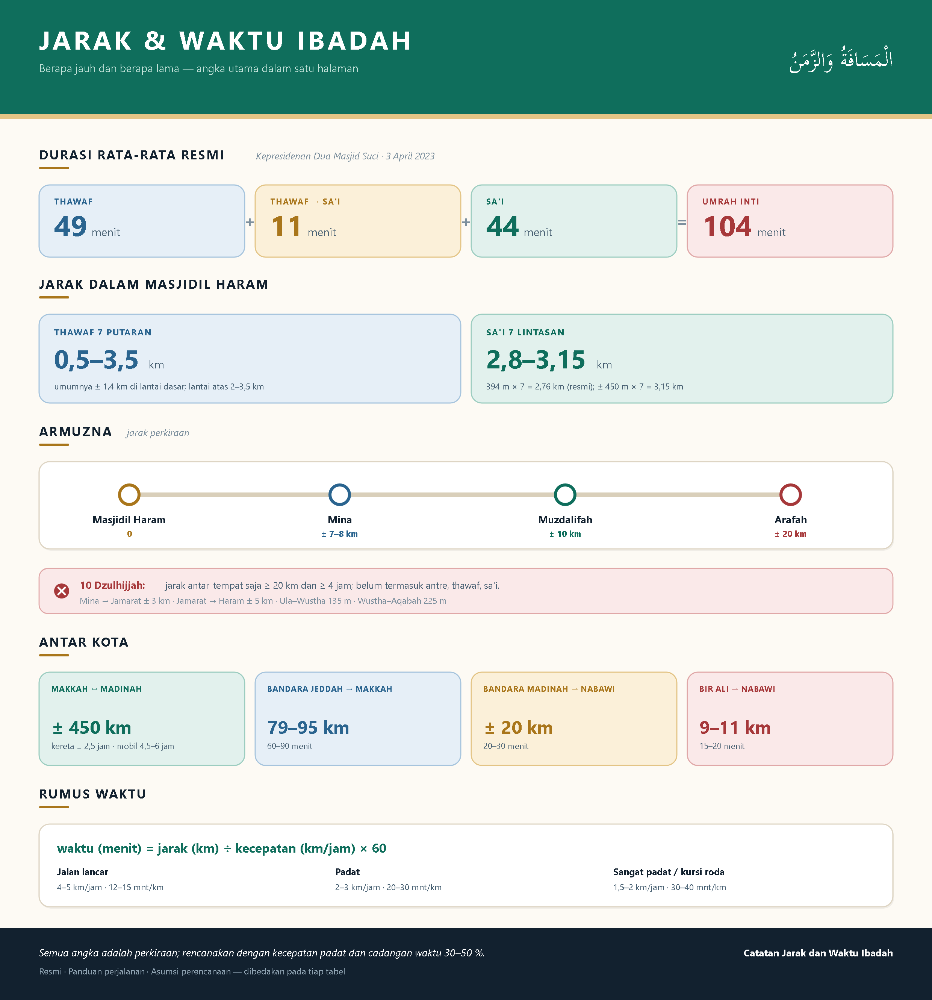 JARAK & WAKTU IBADAH
Berapa jauh dan berapa lama — angka utama dalam satu halaman
الْمَسَافَةُ وَالزَّمَنُ
DURASI RATA-RATA RESMI
Kepresidenan Dua Masjid Suci · 3 April 2023
THAWAF
49 menit
+
THAWAF → SA'I
11 menit
+
SA'I
44 menit
=
UMRAH INTI
104 menit
JARAK DALAM MASJIDIL HARAM
THAWAF 7 PUTARAN
0,5–3,5 km
umumnya ± 1,4 km di lantai dasar; lantai atas 2–3,5 km
SA'I 7 LINTASAN
2,8–3,15 km
394 m × 7 = 2,76 km (resmi); ± 450 m × 7 = 3,15 km
ARMUZNA
jarak perkiraan
Masjidil Haram
0
Mina
± 7–8 km
Muzdalifah
± 10 km
Arafah
± 20 km
10 Dzulhijjah: jarak antar-tempat saja ≥ 20 km dan ≥ 4 jam; belum termasuk antre, thawaf, sa'i.
Mina → Jamarat ± 3 km · Jamarat → Haram ± 5 km · Ula–Wustha 135 m · Wustha–Aqabah 225 m
ANTAR KOTA
MAKKAH ↔ MADINAH
± 450 km
kereta ± 2,5 jam · mobil 4,5–6 jam
BANDARA JEDDAH → MAKKAH
79–95 km
60–90 menit
BANDARA MADINAH → NABAWI
± 20 km
20–30 menit
BIR ALI → NABAWI
9–11 km
15–20 menit
RUMUS WAKTU
waktu (menit) = jarak (km) ÷ kecepatan (km/jam) × 60
Jalan lancar
4–5 km/jam · 12–15 mnt/km
Padat
2–3 km/jam · 20–30 mnt/km
Sangat padat / kursi roda
1,5–2 km/jam · 30–40 mnt/km
Semua angka adalah perkiraan; rencanakan dengan kecepatan padat dan cadangan waktu 30–50 %.
Resmi · Panduan perjalanan · Asumsi perencanaan — dibedakan pada tiap tabel
Catatan Jarak dan Waktu Ibadah